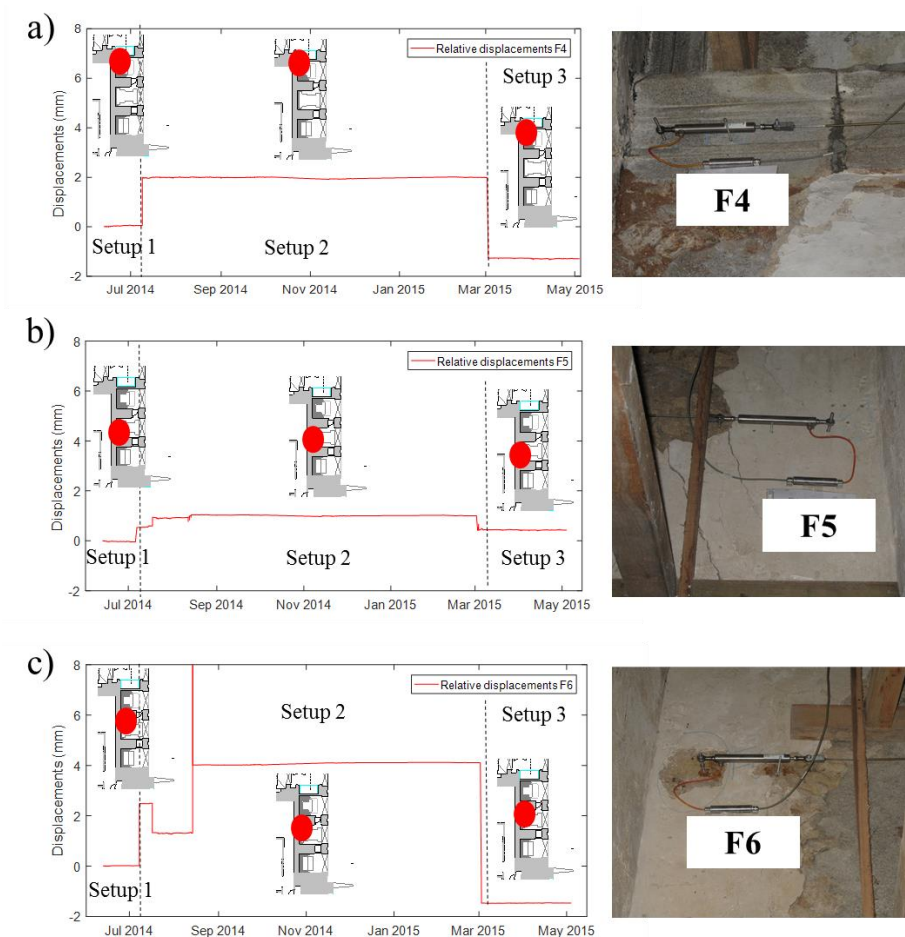 a)
Relative displacements F4
Setup 3
Displacements (mm)
8
6
4
2
0
-2
Setup 1
Setup 2
Jul 2014 Sep 2014 Nov 2014 Jan 2015 Mar 2015 May 2015
F4
b)
Relative displacements F5
Displacements (mm)
8
6
4
2
0
-2
Setup 1
Setup 2
Setup 3
Jul 2014 Sep 2014 Nov 2014 Jan 2015 Mar 2015 May 2015
F5
c)
Relative displacements F6
Setup 2
Setup 3
Displacements (mm)
8
6
4
2
0
-2
Setup 1
Jul 2014 Sep 2014 Nov 2014 Jan 2015 Mar 2015 May 2015
F6